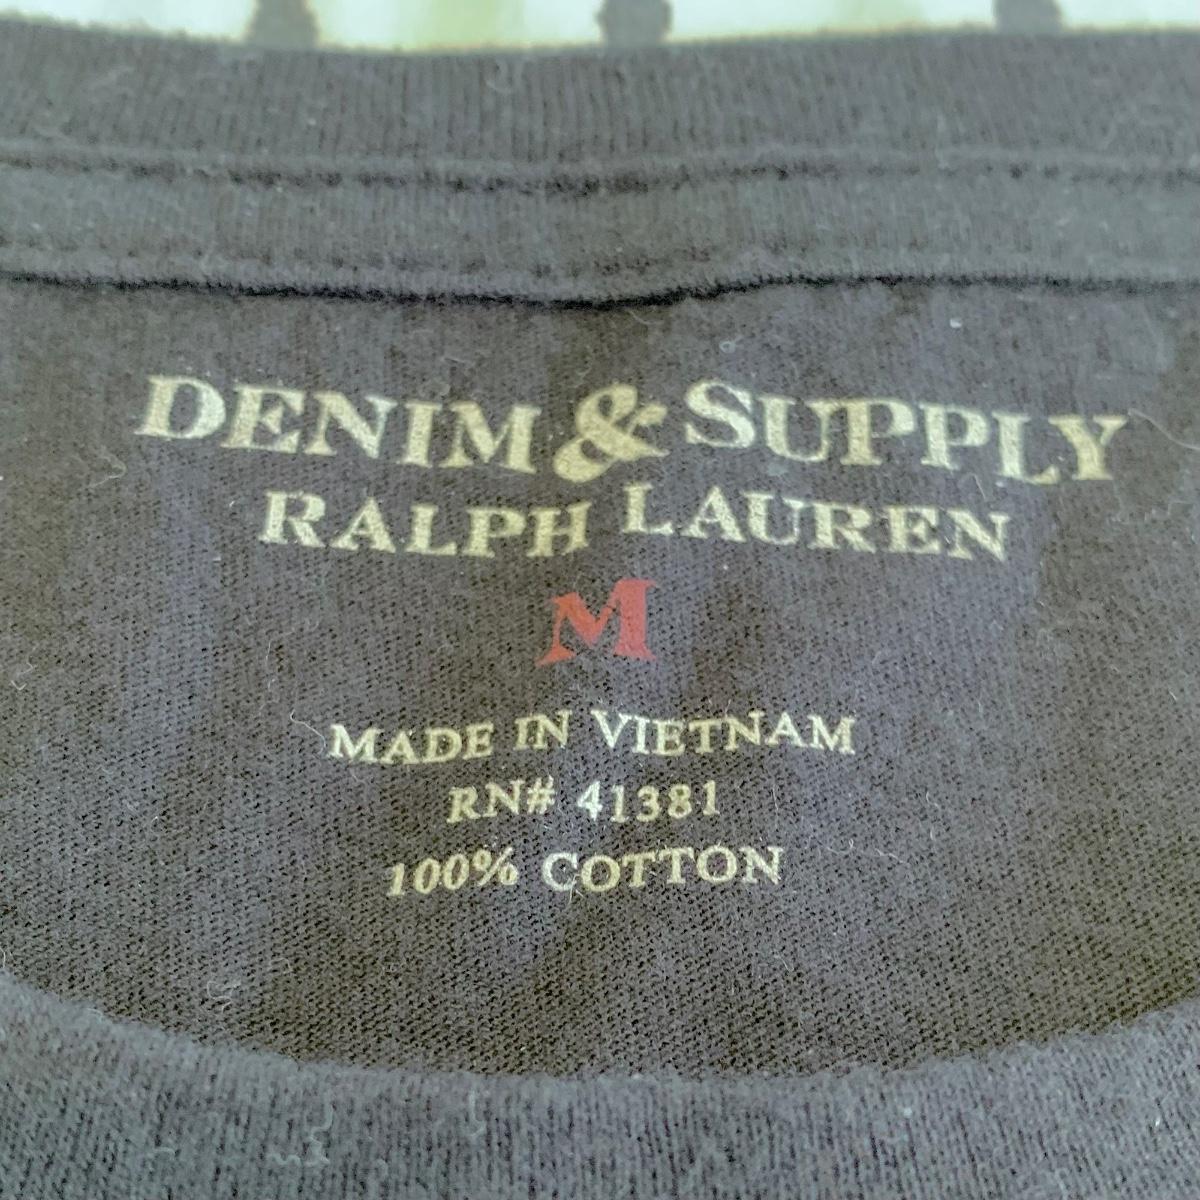 DENIM & SUPPLY
RALPH LAUREN
M
MADE IN VIETNAM
RN# 41381
100% COTTON